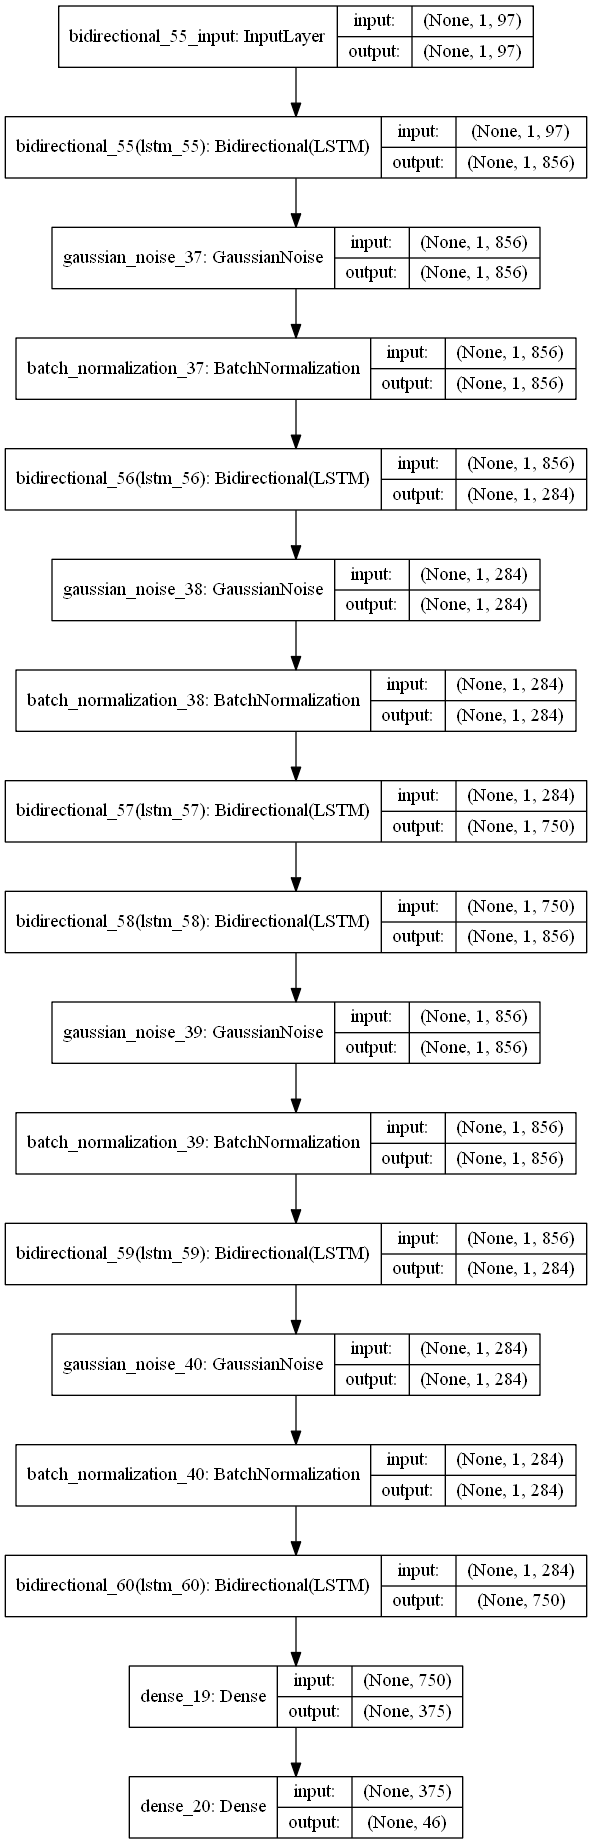 bidirectional_55_input: InputLayer
input: (None, 1, 97)
output: (None, 1, 97)
bidirectional_55(lstm_55): Bidirectional(LSTM)
input: (None, 1, 97)
output: (None, 1, 856)
gaussian_noise_37: GaussianNoise
input: (None, 1, 856)
output: (None, 1, 856)
batch_normalization_37: BatchNormalization
input: (None, 1, 856)
output: (None, 1, 856)
bidirectional_56(lstm_56): Bidirectional(LSTM)
input: (None, 1, 856)
output: (None, 1, 284)
gaussian_noise_38: GaussianNoise
input: (None, 1, 284)
output: (None, 1, 284)
batch_normalization_38: BatchNormalization
input: (None, 1, 284)
output: (None, 1, 284)
bidirectional_57(lstm_57): Bidirectional(LSTM)
input: (None, 1, 284)
output: (None, 1, 750)
bidirectional_58(lstm_58): Bidirectional(LSTM)
input: (None, 1, 750)
output: (None, 1, 856)
gaussian_noise_39: GaussianNoise
input: (None, 1, 856)
output: (None, 1, 856)
batch_normalization_39: BatchNormalization
input: (None, 1, 856)
output: (None, 1, 856)
bidirectional_59(lstm_59): Bidirectional(LSTM)
input: (None, 1, 856)
output: (None, 1, 284)
gaussian_noise_40: GaussianNoise
input: (None, 1, 284)
output: (None, 1, 284)
batch_normalization_40: BatchNormalization
input: (None, 1, 284)
output: (None, 1, 284)
bidirectional_60(lstm_60): Bidirectional(LSTM)
input: (None, 1, 284)
output: (None, 750)
dense_19: Dense
input: (None, 750)
output: (None, 375)
dense_20: Dense
input: (None, 375)
output: (None, 46)